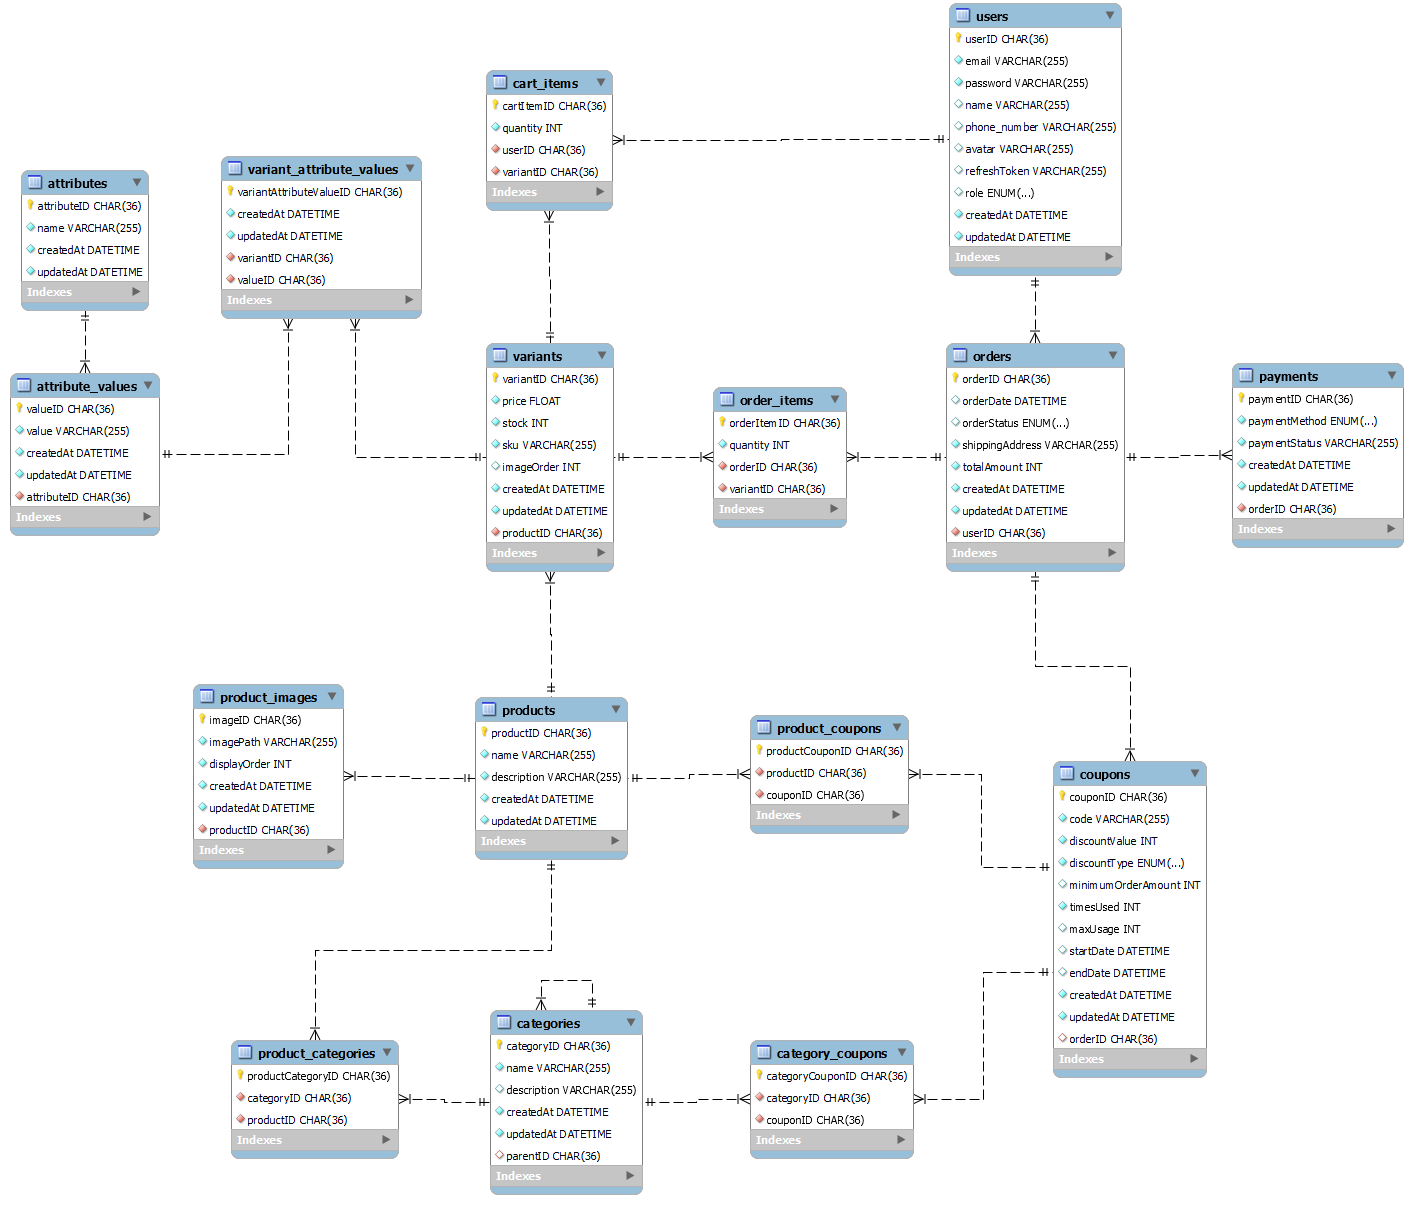 users
userID CHAR(36)
email VARCHAR(255)
password VARCHAR(255)
name VARCHAR(255)
phone_number VARCHAR(255)
avatar VARCHAR(255)
refreshToken VARCHAR(255)
role ENUM(...)
createdAt DATETIME
updatedAt DATETIME
Indexes
cart_items
cartItemID CHAR(36)
quantity INT
userID CHAR(36)
variantID CHAR(36)
Indexes
variant_attribute_values
variantAttributeValueID CHAR(36)
createdAt DATETIME
updatedAt DATETIME
variantID CHAR(36)
valueID CHAR(36)
Indexes
attributes
attributeID CHAR(36)
name VARCHAR(255)
createdAt DATETIME
updatedAt DATETIME
Indexes
attribute_values
valueID CHAR(36)
value VARCHAR(255)
createdAt DATETIME
updatedAt DATETIME
attributeID CHAR(36)
Indexes
variants
variantID CHAR(36)
price FLOAT
stock INT
sku VARCHAR(255)
imageOrder INT
createdAt DATETIME
updatedAt DATETIME
productID CHAR(36)
Indexes
order_items
orderItemID CHAR(36)
quantity INT
orderID CHAR(36)
variantID CHAR(36)
Indexes
orders
orderID CHAR(36)
orderDate DATETIME
orderStatus ENUM(...)
shippingAddress VARCHAR(255)
totalAmount INT
createdAt DATETIME
updatedAt DATETIME
userID CHAR(36)
Indexes
payments
paymentID CHAR(36)
paymentMethod ENUM(...)
paymentStatus VARCHAR(255)
createdAt DATETIME
updatedAt DATETIME
orderID CHAR(36)
Indexes
product_images
imageID CHAR(36)
imagePath VARCHAR(255)
displayOrder INT
createdAt DATETIME
updatedAt DATETIME
productID CHAR(36)
Indexes
products
productID CHAR(36)
name VARCHAR(255)
description VARCHAR(255)
createdAt DATETIME
updatedAt DATETIME
Indexes
product_coupons
productCouponID CHAR(36)
productID CHAR(36)
couponID CHAR(36)
Indexes
coupons
couponID CHAR(36)
code VARCHAR(255)
discountValue INT
discountType ENUM(...)
minimumOrderAmount INT
timesUsed INT
maxUsage INT
startDate DATETIME
endDate DATETIME
createdAt DATETIME
updatedAt DATETIME
orderID CHAR(36)
Indexes
product_categories
productCategoryID CHAR(36)
categoryID CHAR(36)
productID CHAR(36)
Indexes
categories
categoryID CHAR(36)
name VARCHAR(255)
description VARCHAR(255)
createdAt DATETIME
updatedAt DATETIME
parentID CHAR(36)
Indexes
category_coupons
categoryCouponID CHAR(36)
categoryID CHAR(36)
couponID CHAR(36)
Indexes